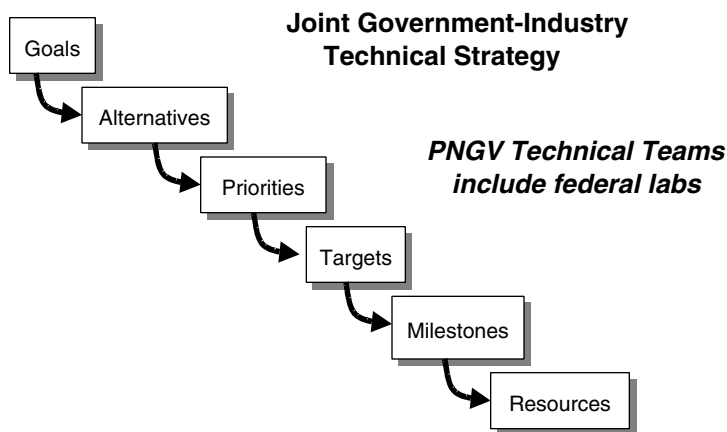 Joint Government-Industry
Technical Strategy
Goals
Alternatives
PNGV Technical Teams
include federal labs
Priorities
Targets
Milestones
Resources